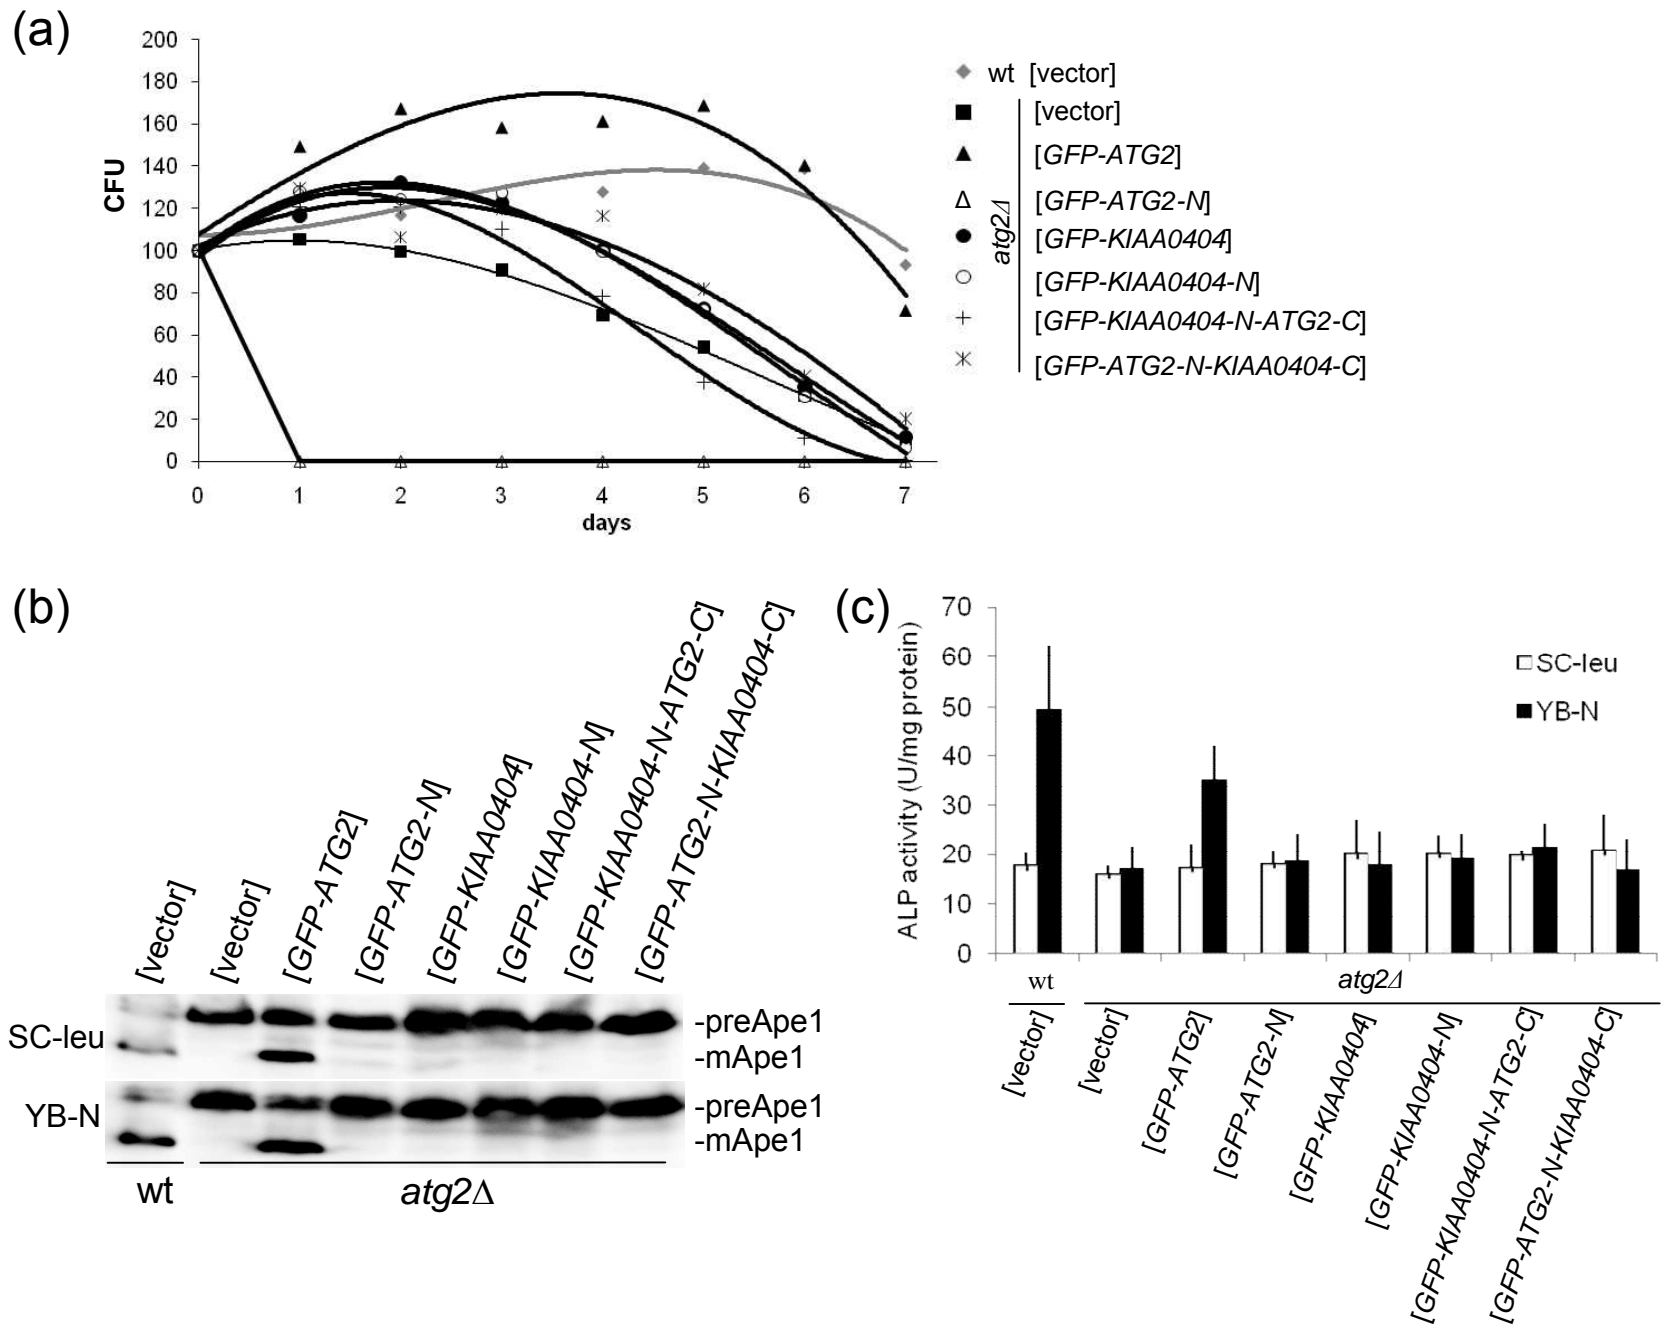 (a)
200
180
160
140
120
100
80
60
40
20
0
CFU
0 1 2 3 4 5 6 7
days
wt [vector]
[vector]
[GFP-ATG2]
[GFP-ATG2-N]
[GFP-KIAA0404]
[GFP-KIAA0404-N]
[GFP-KIAA0404-N-ATG2-C]
[GFP-ATG2-N-KIAA0404-C]
atg2Δ
(b)
[vector]
[vector]
[GFP-ATG2]
[GFP-ATG2-N]
[GFP-KIAA0404]
[GFP-KIAA0404-N]
[GFP-KIAA0404-N-ATG2-C]
[GFP-ATG2-N-KIAA0404-C]
SC-leu
-preApe1
-mApe1
YB-N
-preApe1
-mApe1
wt
atg2Δ
(c)
70
60
50
40
30
20
10
0
ALP activity (U/mg protein)
SC-leu
YB-N
wt
atg2Δ
[vector]
[vector]
[GFP-ATG2]
[GFP-ATG2-N]
[GFP-KIAA0404]
[GFP-KIAA0404-N]
[GFP-KIAA0404-N-ATG2-C]
[GFP-ATG2-N-KIAA0404-C]